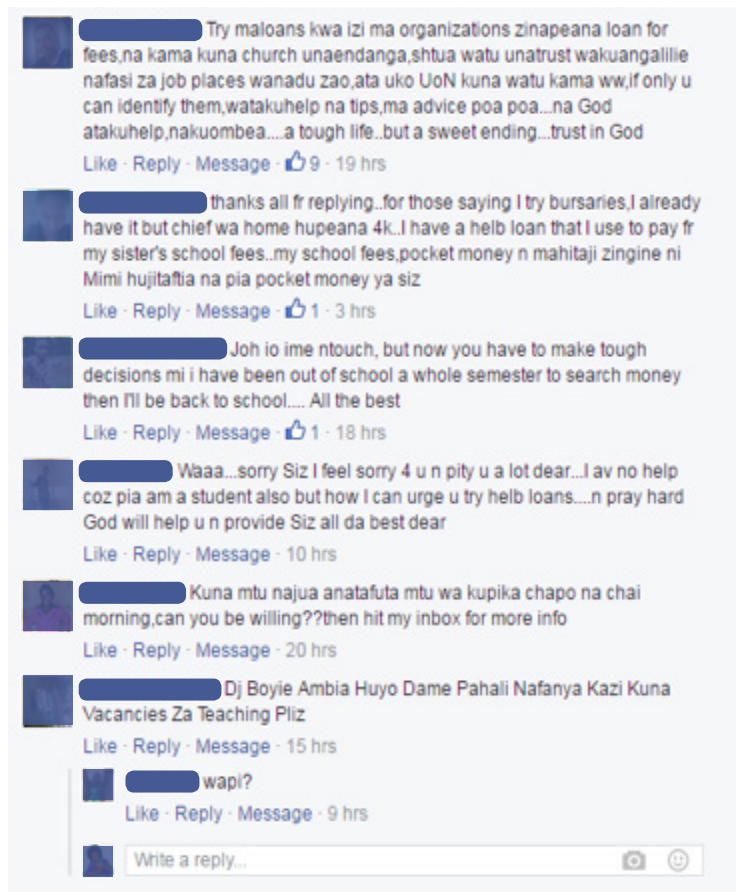 Try maloans kwa izi ma organizations zinapeana loan for
fees,na kama kuna church unaendanga,shtua watu unatrust wakuangalilie
nafasi za job places wanadu zao,ata uko UoN kuna watu kama ww,if only u
can identify them,watakuhelp na tips,ma advice poa poa...na God
atakuhelp,nakuombea....a tough life..but a sweet ending...trust in God
Like · Reply · Message · 9 · 19 hrs
thanks all fr replying..for those saying I try bursaries,I already
have it but chief wa home hupeana 4k..I have a helb loan that I use to pay fr
my sister's school fees..my school fees,pocket money n mahitaji zingine ni
Mimi hujitaftia na pia pocket money ya siz
Like · Reply · Message · 1 · 3 hrs
Joh io ime ntouch, but now you have to make tough
decisions mi i have been out of school a whole semester to search money
then I'll be back to school.... All the best
Like · Reply · Message · 1 · 18 hrs
Waaa...sorry Siz I feel sorry 4 u n pity u a lot dear...I av no help
coz pia am a student also but how I can urge u try helb loans....n pray hard
God will help u n provide Siz all da best dear
Like · Reply · Message · 10 hrs
Kuna mtu najua anatafuta mtu wa kupika chapo na chai
morning,can you be willing??then hit my inbox for more info
Like · Reply · Message · 20 hrs
Dj Boyie Ambia Huyo Dame Pahali Nafanya Kazi Kuna
Vacancies Za Teaching Pliz
Like · Reply · Message · 15 hrs
wapi?
Like · Reply · Message · 9 hrs
Write a reply...